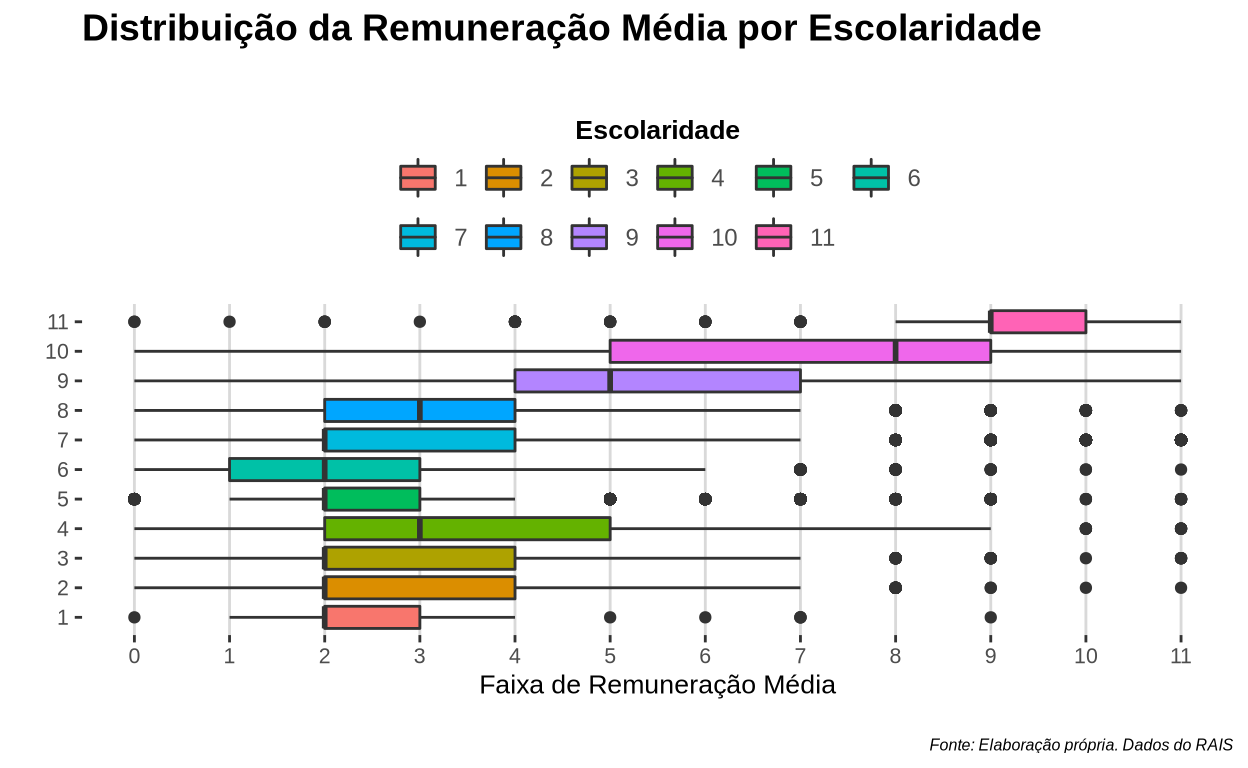 Distribuição da Remuneração Média por Escolaridade
Escolaridade
1 2 3 4 5 6
7 8 9 10 11
11
10
9
8
7
6
5
4
3
2
1
0 1 2 3 4 5 6 7 8 9 10 11
Faixa de Remuneração Média
Fonte: Elaboração própria. Dados do RAIS